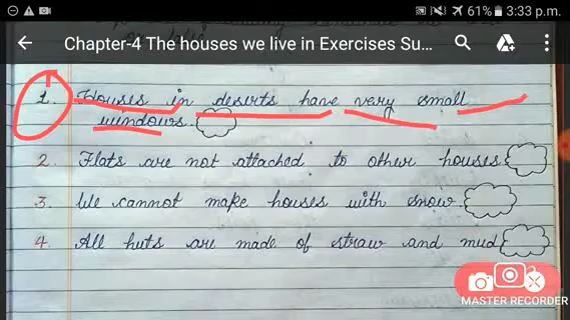 61% 3:33 p.m.
Chapter-4 The houses we live in Exercises Su...
1. Houses in deserts have very small
windows.
2. Flats are not attached to other houses
3. We cannot make houses with snow
4. All huts are made of straw and mud
MASTER RECORDER